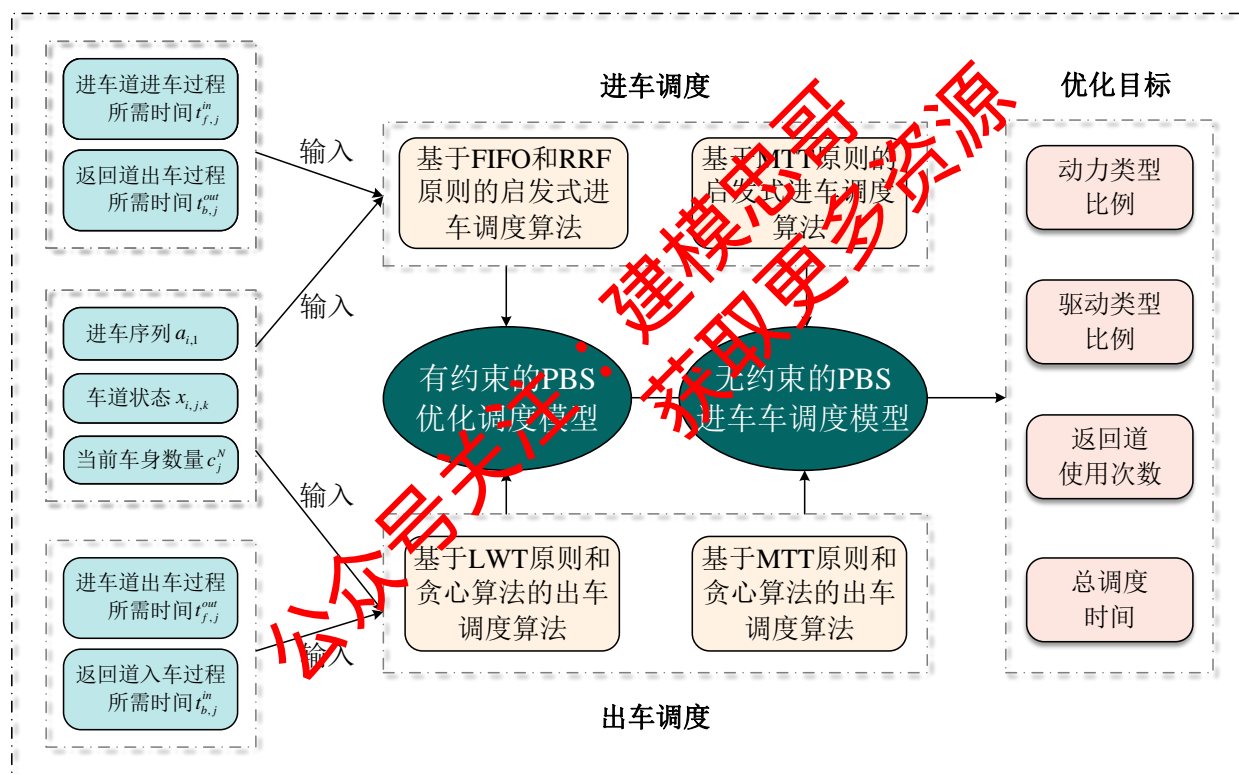 进车道进车过程
所需时间 t_{f,j}^{in}
返回道出车过程
所需时间 t_{b,j}^{out}
进车序列 a_{i,1}
车道状态 x_{i,j,k}
当前车身数量 c_j^N
进车道出车过程
所需时间 t_{f,j}^{out}
返回道入车过程
所需时间 t_{b,j}^{in}
输入
输入
输入
输入
进车调度
基于FIFO和RRF
原则的启发式进
车调度算法
基于MTT原则的
启发式进车调度
算法
有约束的PBS
优化调度模型
无约束的PBS
进车车调度模型
基于LWT原则和
贪心算法的出车
调度算法
基于MTT原则和
贪心算法的出车
调度算法
出车调度
优化目标
动力类型
比例
驱动类型
比例
返回道
使用次数
总调度
时间
公众号关注：建模忠哥
获取更多资源